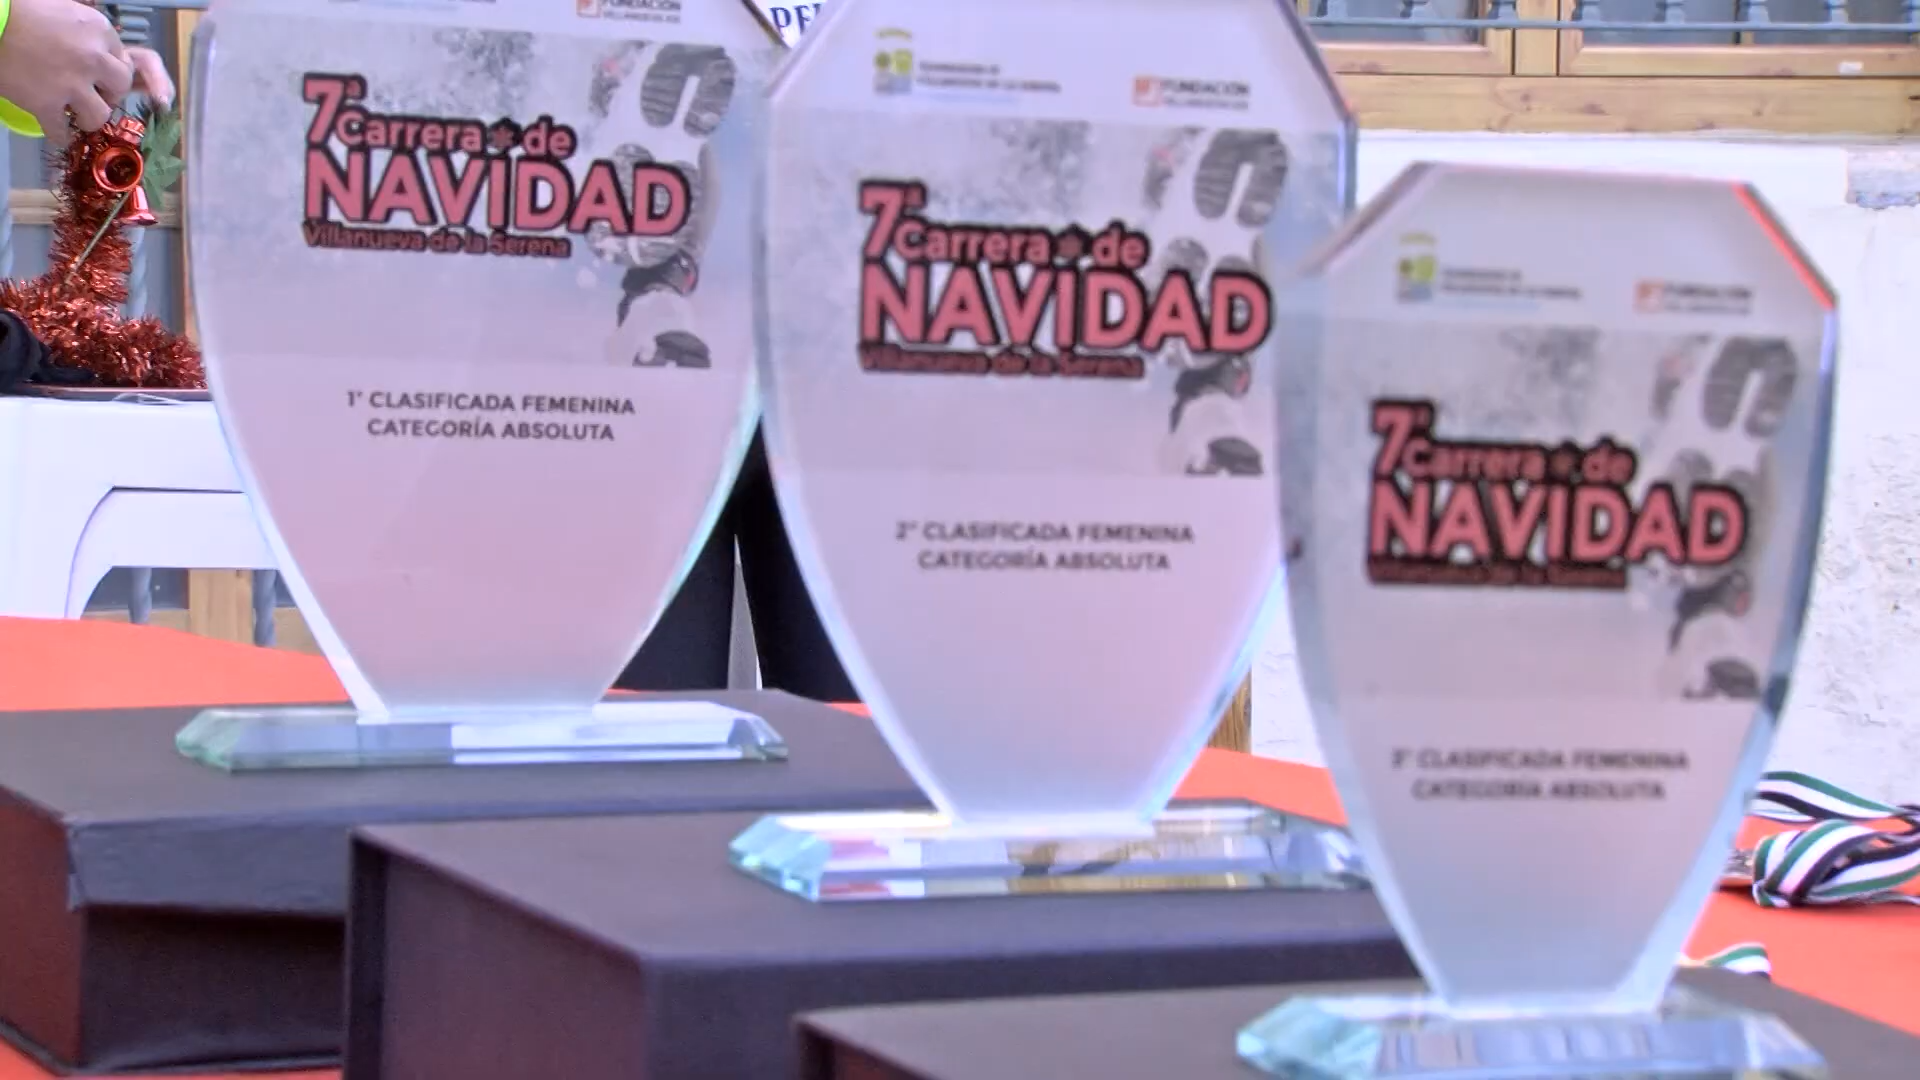 FUNDACIÓN
7ª
Carrera de
NAVIDAD
Villanueva de la Serena
1ª CLASIFICADA FEMENINA
CATEGORÍA ABSOLUTA
FUNDACIÓN
7ª
Carrera de
NAVIDAD
Villanueva de la Serena
2ª CLASIFICADA FEMENINA
CATEGORÍA ABSOLUTA
FUNDACIÓN
7ª
Carrera de
NAVIDAD
Villanueva de la Serena
3ª CLASIFICADA FEMENINA
CATEGORÍA ABSOLUTA